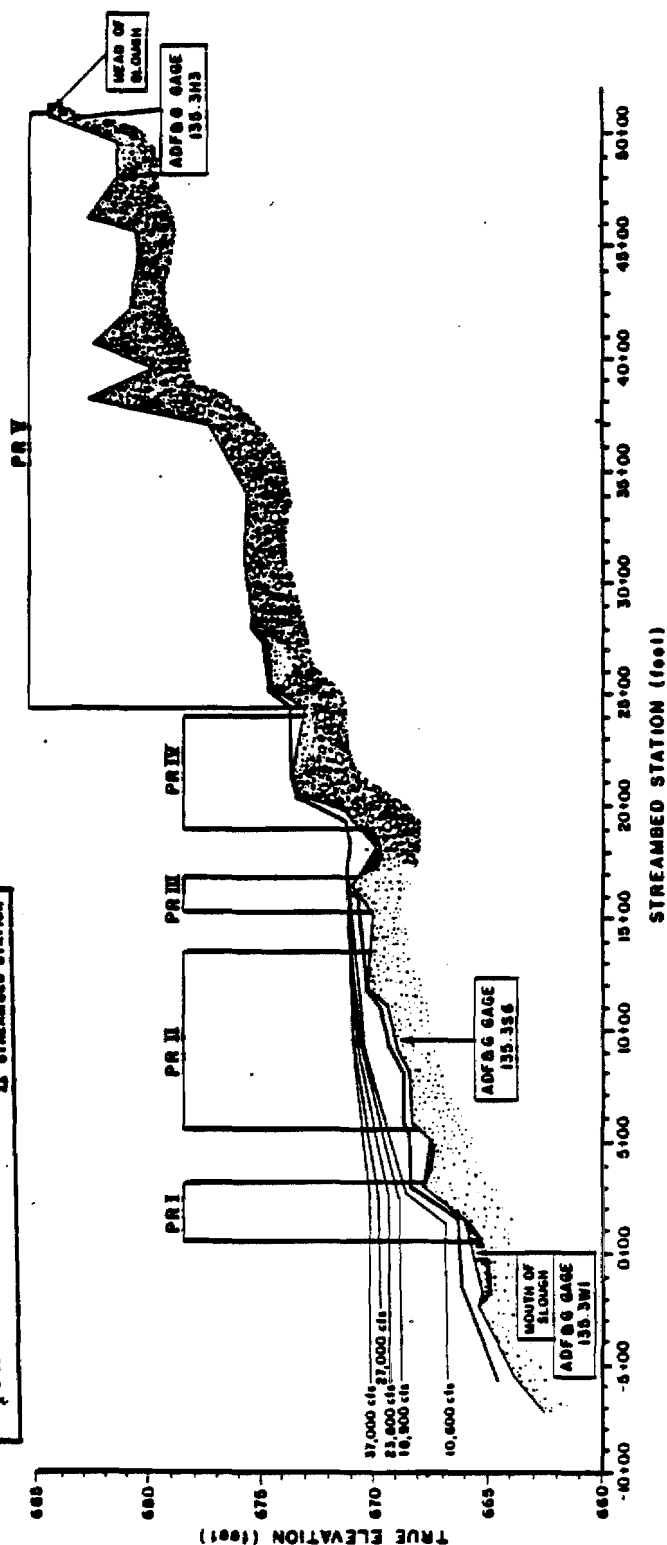 STREAMBED STATION
HEAD OF
SLOUGH
ADF&G GAGE
135.3H3
PR V
PR IV
PR III
PR II
PR I
37,000 cfs
27,000 cfs
23,800 cfs
18,900 cfs
10,600 cfs
ADF&G GAGE
135.3S6
MOUTH OF
SLOUGH
ADF&G GAGE
135.3W1
TRUE ELEVATION (feet)
685
680
675
670
665
660
-10+00
-5+00
0+00
5+00
10+00
15+00
20+00
25+00
30+00
35+00
40+00
45+00
50+00
STREAMBED STATION (feet)